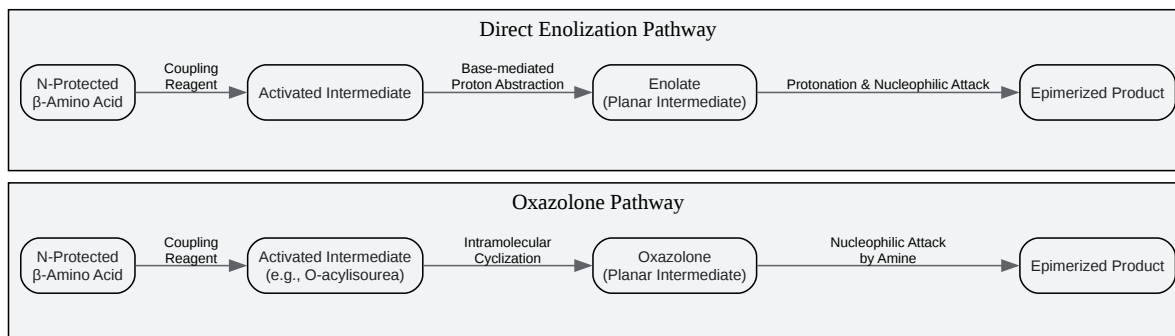 Direct Enolization Pathway
N-Protected
β-Amino Acid
Coupling
Reagent
Activated Intermediate
Base-mediated
Proton Abstraction
Enolate
(Planar Intermediate)
Protonation & Nucleophilic Attack
Epimerized Product
Oxazolone Pathway
N-Protected
β-Amino Acid
Coupling
Reagent
Activated Intermediate
(e.g., O-acylisourea)
Intramolecular
Cyclization
Oxazolone
(Planar Intermediate)
Nucleophilic Attack
by Amine
Epimerized Product